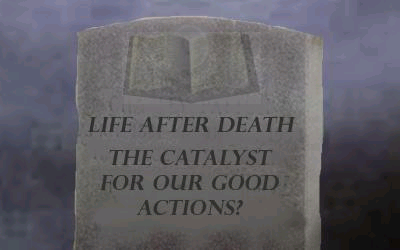 LIFE AFTER DEATH
THE CATALYST
FOR OUR GOOD
ACTIONS?